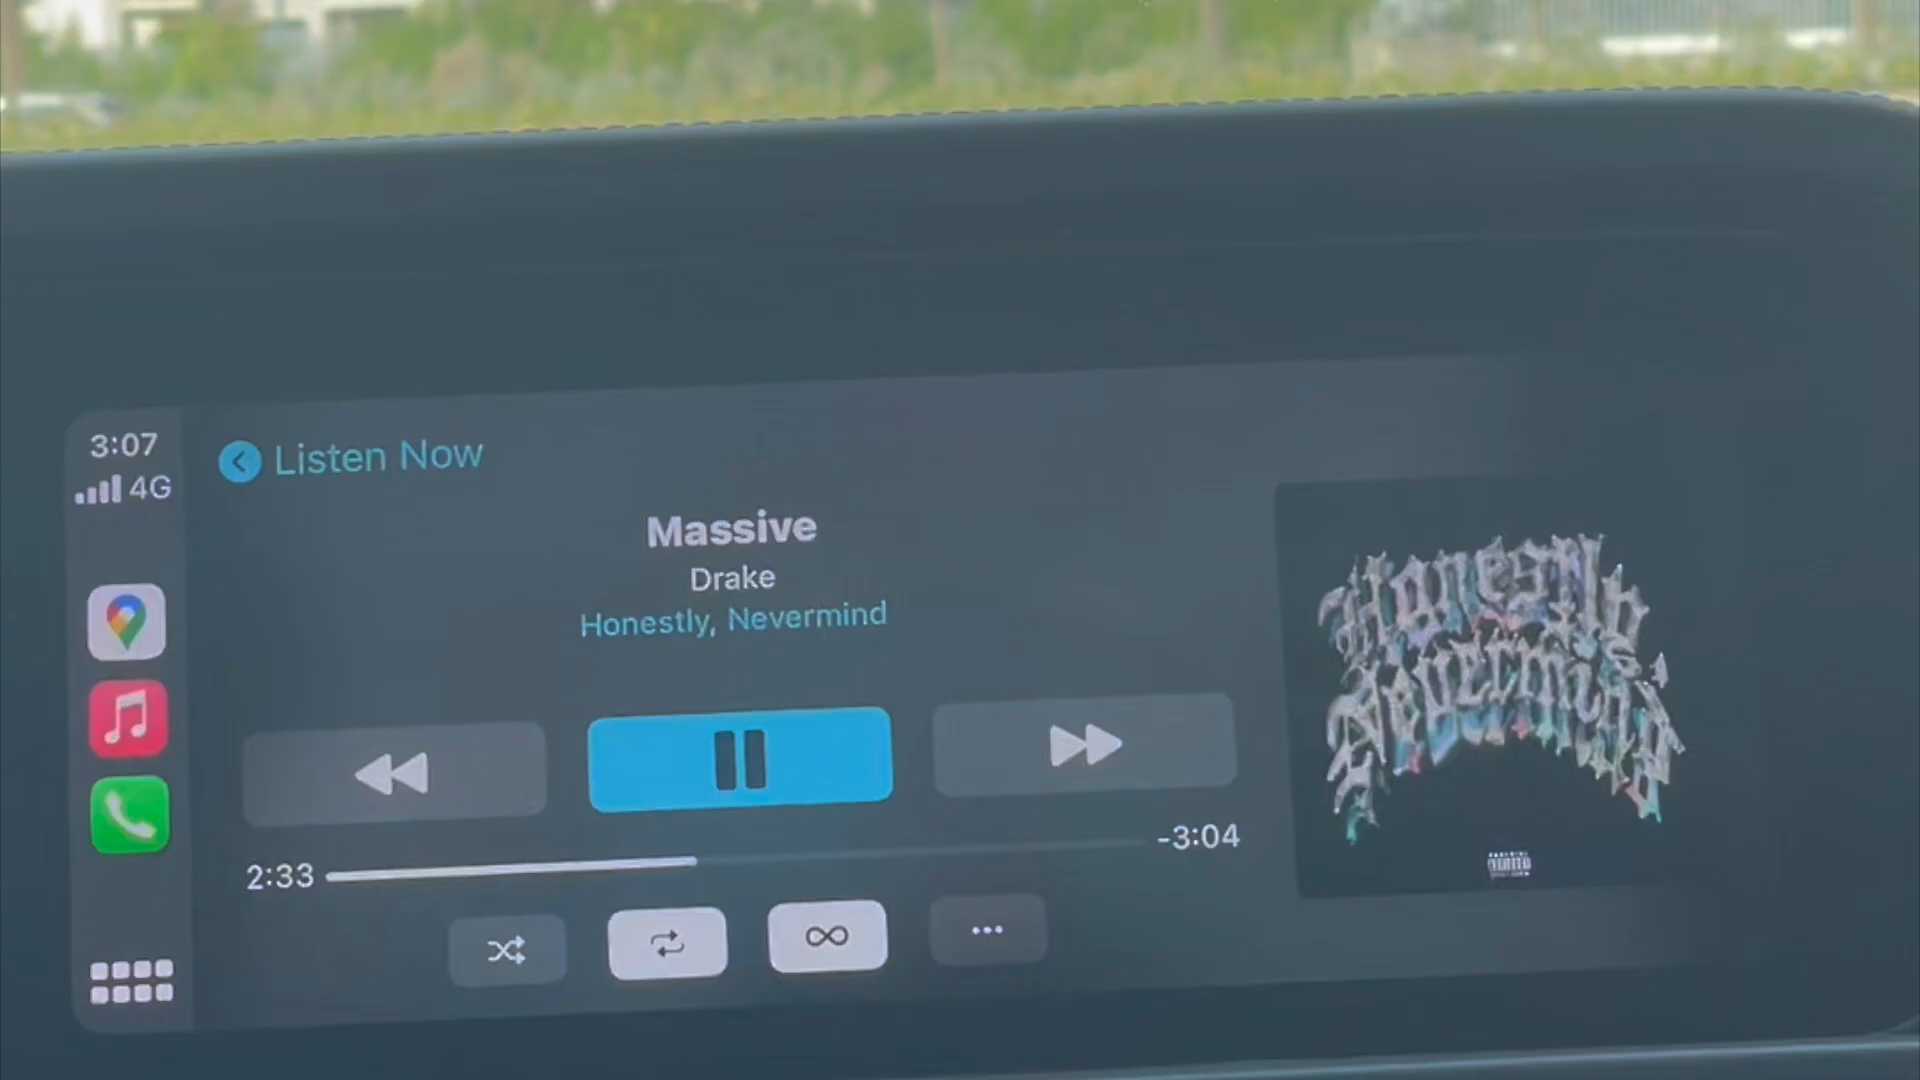 3:07
4G
Listen Now
Massive
Drake
Honestly, Nevermind
2:33
-3:04
Honestly
Nevermind